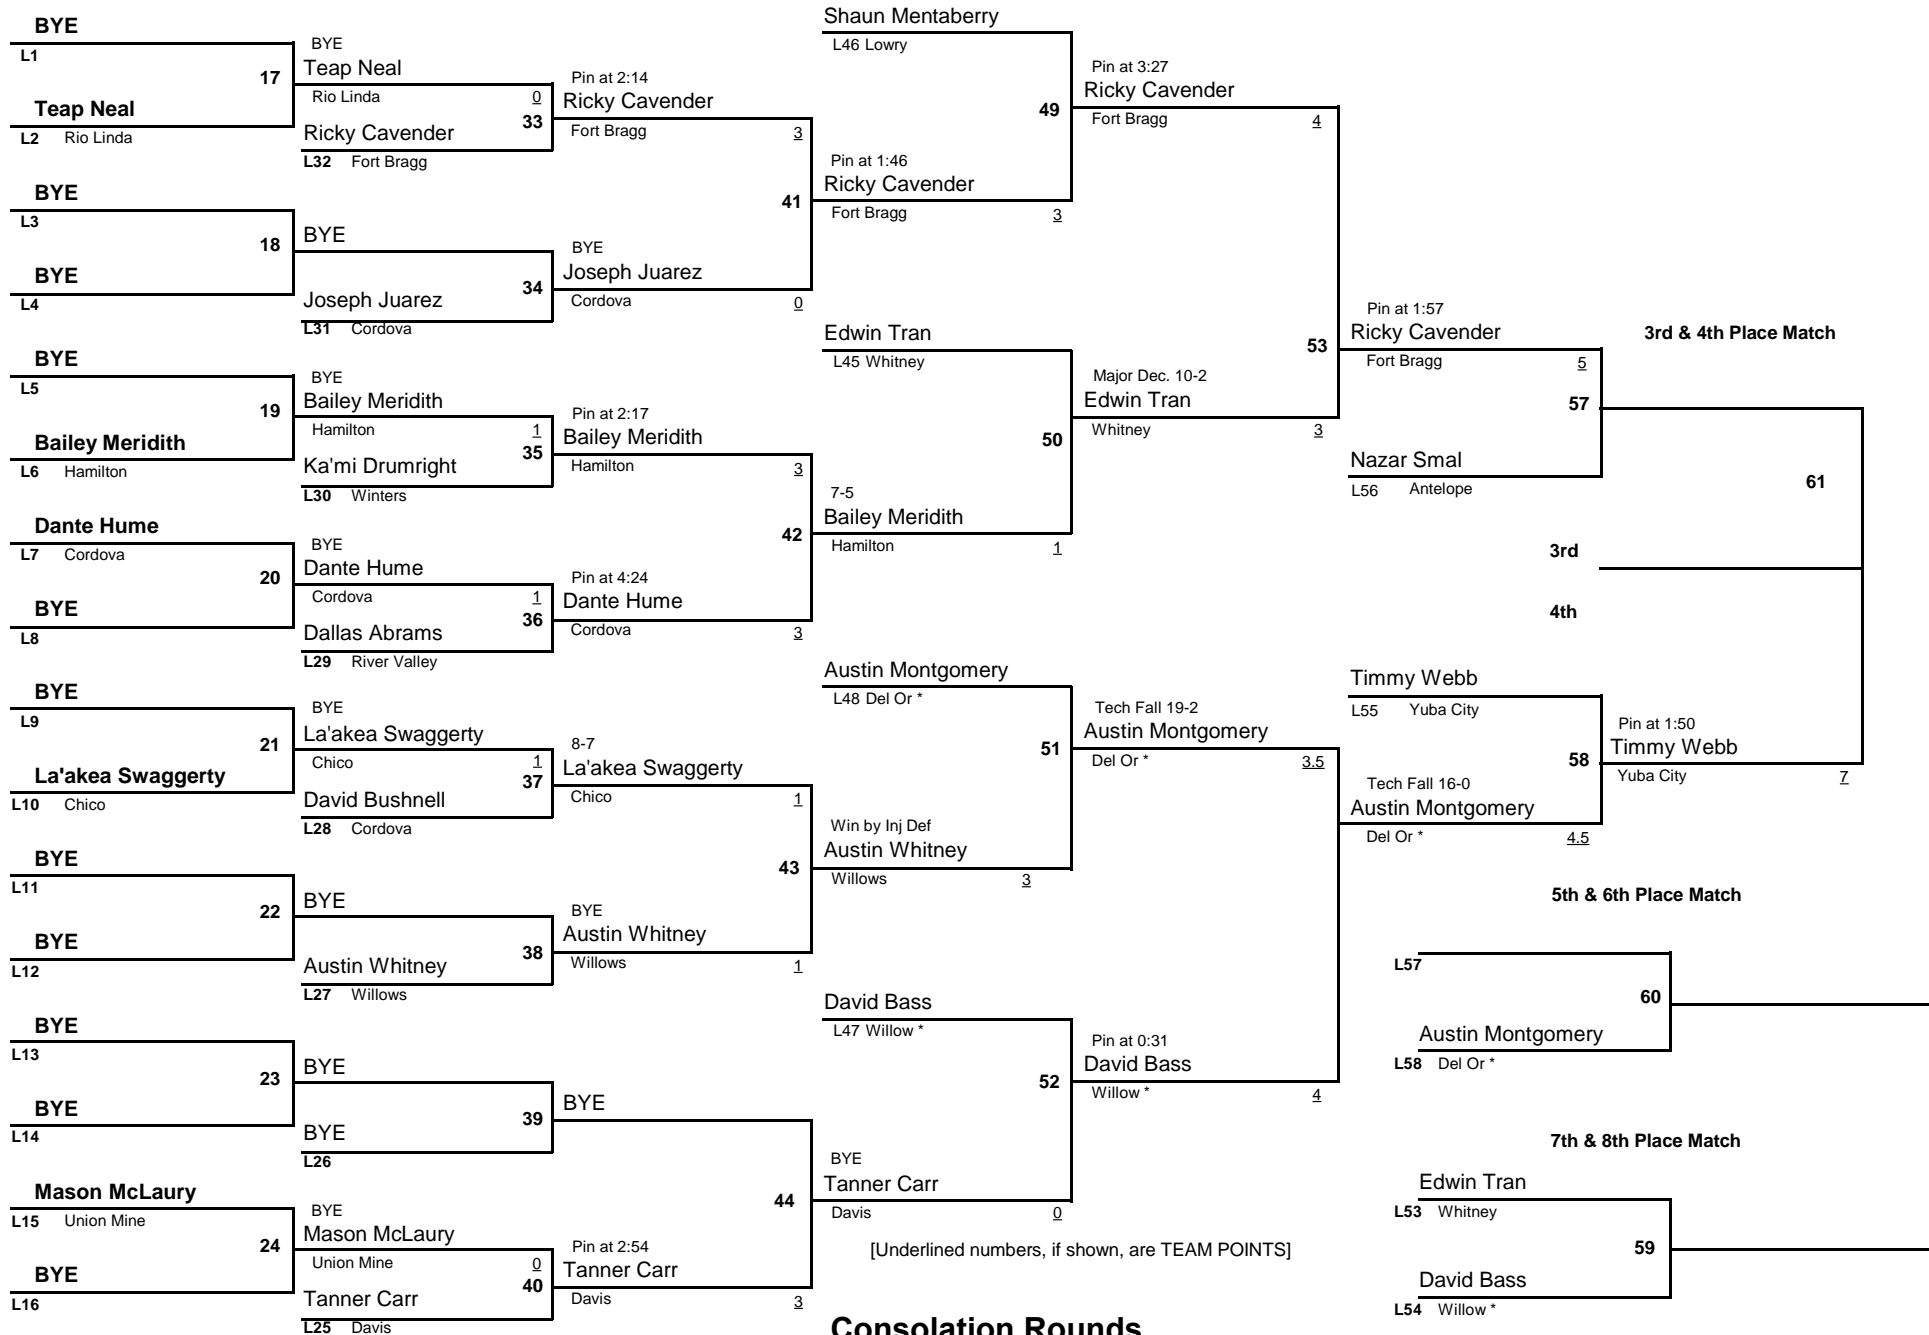 BYE
L1
17
Teap Neal
L2 Rio Linda
BYE
L3
18
BYE
L4
BYE
L5
19
Bailey Meridith
L6 Hamilton
Dante Hume
L7 Cordova
20
BYE
L8
BYE
L9
21
La'akea Swaggerty
L10 Chico
BYE
L11
22
BYE
L12
BYE
L13
23
BYE
L14
Mason McLaury
L15 Union Mine
24
BYE
L16
BYE
Teap Neal
Rio Linda 0
33
Ricky Cavender
L32 Fort Bragg
BYE
34
Joseph Juarez
L31 Cordova
BYE
Bailey Meridith
Hamilton 1
35
Ka'mi Drumright
L30 Winters
BYE
Dante Hume
Cordova 1
36
Dallas Abrams
L29 River Valley
BYE
La'akea Swaggerty
Chico 1
37
David Bushnell
L28 Cordova
BYE
38
Austin Whitney
L27 Willows
BYE
39
BYE
L26
BYE
Mason McLaury
Union Mine 0
40
Tanner Carr
L25 Davis
Pin at 2:14
Ricky Cavender
Fort Bragg 3
41
BYE
Joseph Juarez
Cordova 0
Pin at 2:17
Bailey Meridith
Hamilton 3
42
Pin at 4:24
Dante Hume
Cordova 3
8-7
La'akea Swaggerty
Chico 1
43
BYE
Austin Whitney
Willows 1
BYE
44
Pin at 2:54
Tanner Carr
Davis 3
Shaun Mentaberry
L46 Lowry
49
Pin at 1:46
Ricky Cavender
Fort Bragg 3
Edwin Tran
L45 Whitney
50
7-5
Bailey Meridith
Hamilton 1
Austin Montgomery
L48 Del Or *
51
Win by Inj Def
Austin Whitney
Willows 3
David Bass
L47 Willow *
52
BYE
Tanner Carr
Davis 0
[Underlined numbers, if shown, are TEAM POINTS]
Consolation Rounds
Pin at 3:27
Ricky Cavender
Fort Bragg 4
53
Major Dec. 10-2
Edwin Tran
Whitney 3
Tech Fall 19-2
Austin Montgomery
Del Or * 3.5
Pin at 0:31
David Bass
Willow * 4
Pin at 1:57
Ricky Cavender
Fort Bragg 5
57
Nazar Smal
L56 Antelope
Timmy Webb
L55 Yuba City
58
Tech Fall 16-0
Austin Montgomery
Del Or * 4.5
3rd & 4th Place Match
61
3rd
4th
Pin at 1:50
Timmy Webb
Yuba City 7
5th & 6th Place Match
L57
60
Austin Montgomery
L58 Del Or *
7th & 8th Place Match
Edwin Tran
L53 Whitney
59
David Bass
L54 Willow *